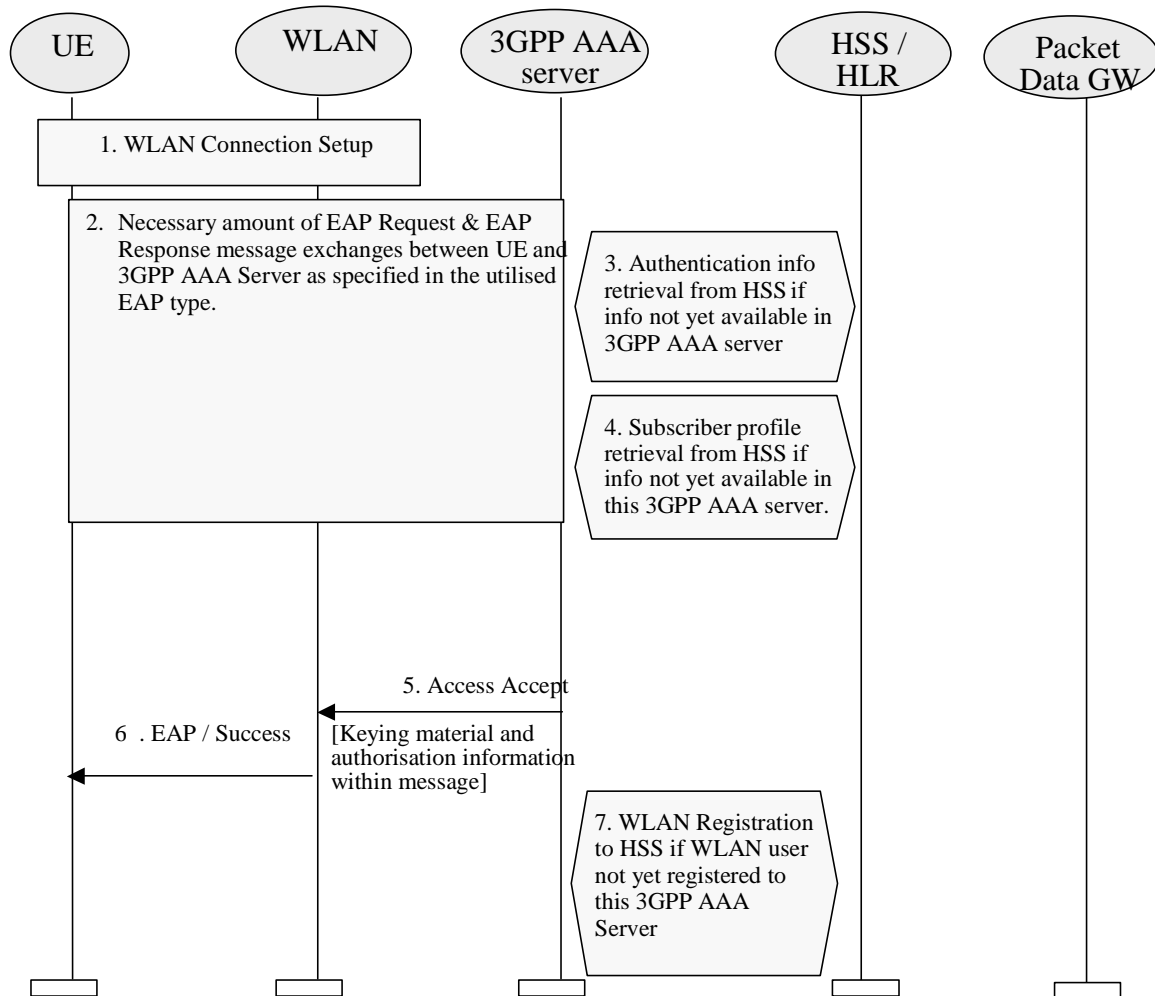 UE
WLAN
3GPP AAA
server
HSS /
HLR
Packet
Data GW
1. WLAN Connection Setup
2. Necessary amount of EAP Request & EAP
Response message exchanges between UE and
3GPP AAA Server as specified in the utilised
EAP type.
3. Authentication info
retrieval from HSS if
info not yet available in
3GPP AAA server
4. Subscriber profile
retrieval from HSS if
info not yet available in
this 3GPP AAA server.
5. Access Accept
6 . EAP / Success
[Keying material and
authorisation information
within message]
7. WLAN Registration
to HSS if WLAN user
not yet registered to
this 3GPP AAA
Server